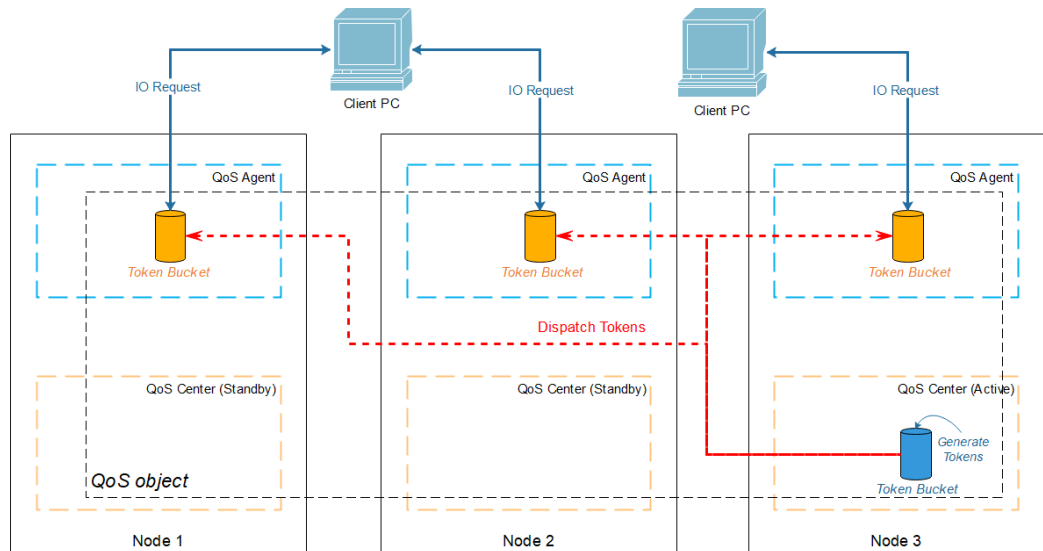 IO Request
Client PC
IO Request
Client PC
IO Request
QoS Agent
QoS Agent
QoS Agent
Token Bucket
Token Bucket
Token Bucket
Dispatch Tokens
QoS Center (Standby)
QoS Center (Standby)
QoS Center (Active)
Generate
Tokens
Token Bucket
QoS object
Node 1
Node 2
Node 3